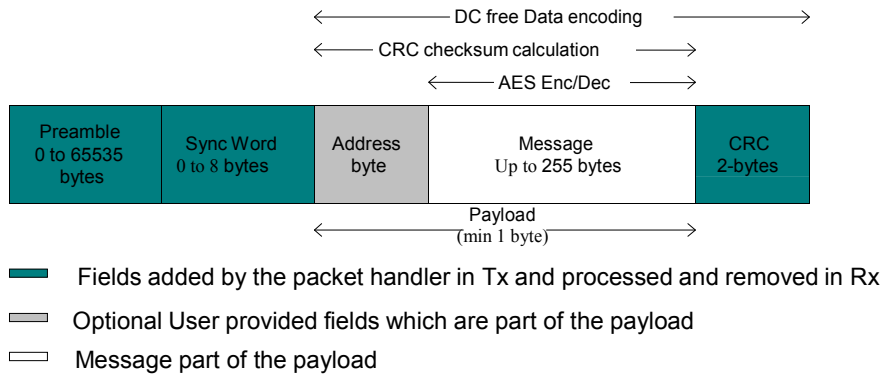 DC free Data encoding
CRC checksum calculation
AES Enc/Dec
Preamble
0 to 65535
bytes
Sync Word
0 to 8 bytes
Address
byte
Message
Up to 255 bytes
CRC
2-bytes
Payload
(min 1 byte)
Fields added by the packet handler in Tx and processed and removed in Rx
Optional User provided fields which are part of the payload
Message part of the payload